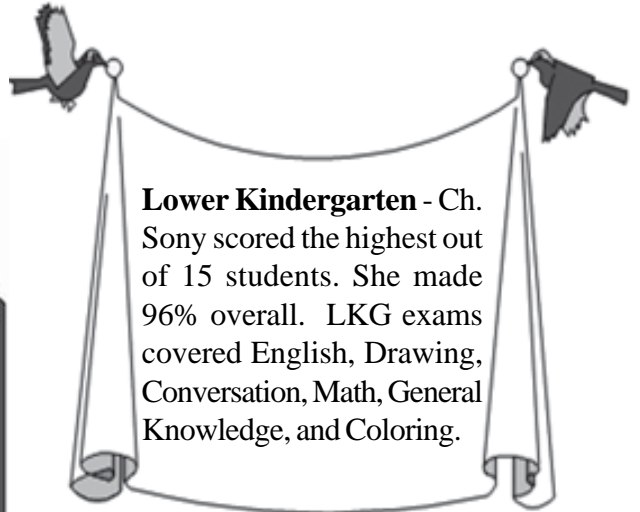 Lower Kindergarten - Ch.
Sony scored the highest out
of 15 students. She made
96% overall. LKG exams
covered English, Drawing,
Conversation, Math, General
Knowledge, and Coloring.